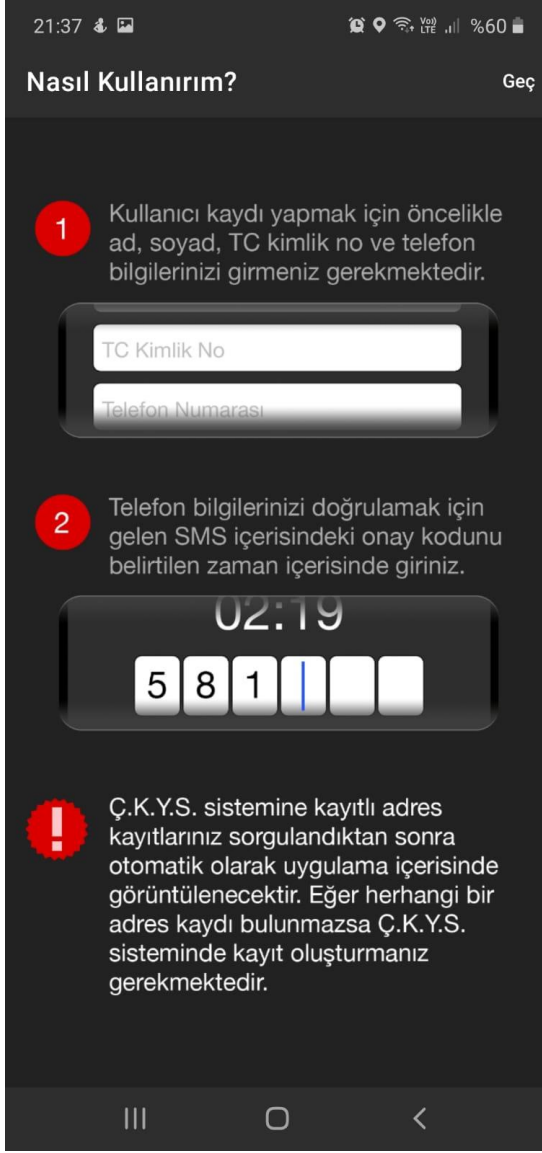 21:37 Vo)) LTE %60
Nasıl Kullanırım? Geç
1
Kullanıcı kaydı yapmak için öncelikle
ad, soyad, TC kimlik no ve telefon
bilgilerinizi girmeniz gerekmektedir.
TC Kimlik No
Telefon Numarası
2
Telefon bilgilerinizi doğrulamak için
gelen SMS içerisindeki onay kodunu
belirtilen zaman içerisinde giriniz.
02:19
5 8 1
!
Ç.K.Y.S. sistemine kayıtlı adres
kayıtlarınız sorgulandıktan sonra
otomatik olarak uygulama içerisinde
görüntülenecektir. Eğer herhangi bir
adres kaydı bulunmazsa Ç.K.Y.S.
sisteminde kayıt oluşturmanız
gerekmektedir.